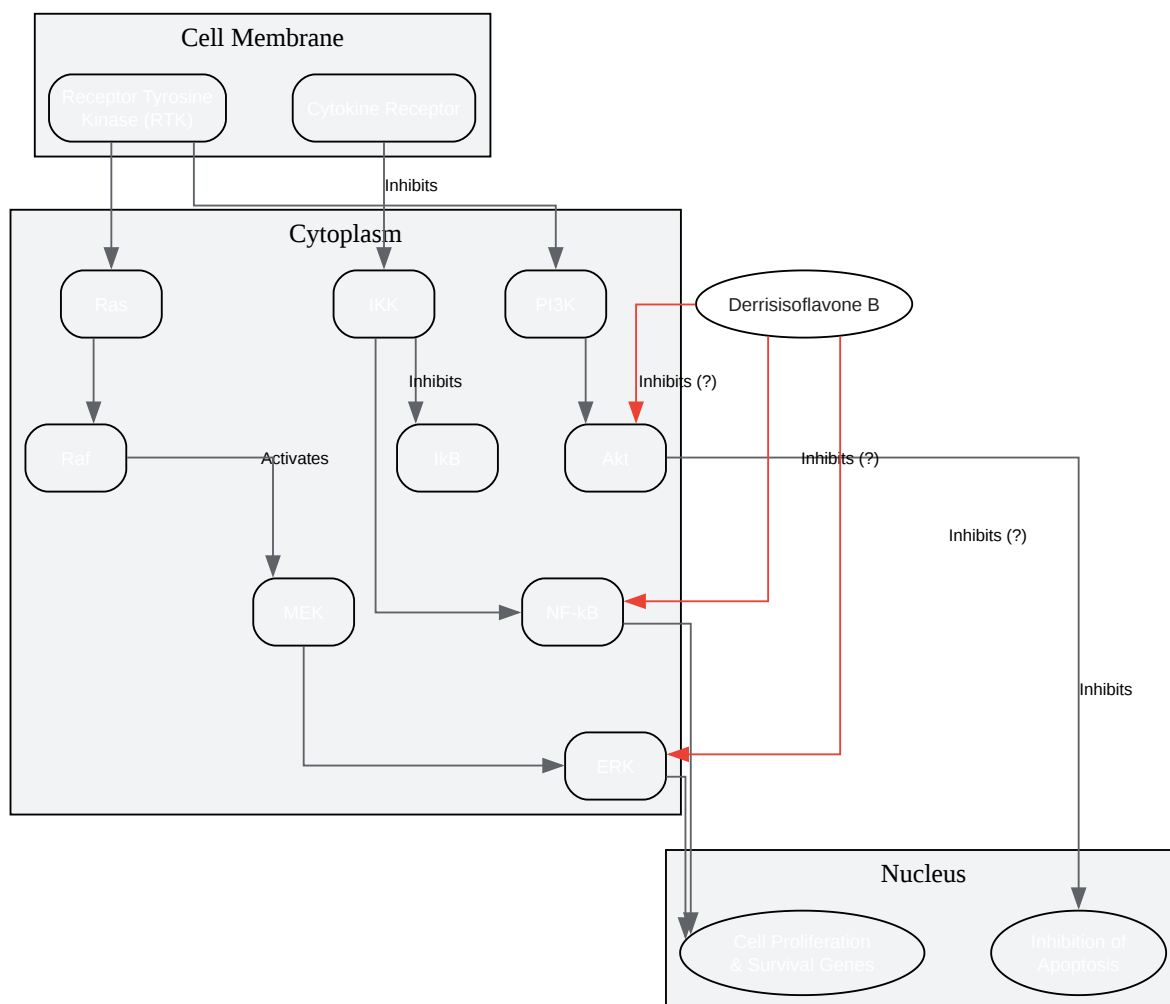 Cell Membrane
Receptor Tyrosine
Kinase (RTK)
Cytokine Receptor
Inhibits
Cytoplasm
Ras
IKK
PI3K
Derrisisoflavone B
Inhibits
Inhibits (?)
Raf
Activates
IkB
Akt
Inhibits (?)
Inhibits (?)
MEK
NF-kB
Inhibits
ERK
Nucleus
Cell Proliferation
& Survival Genes
Inhibition of
Apoptosis